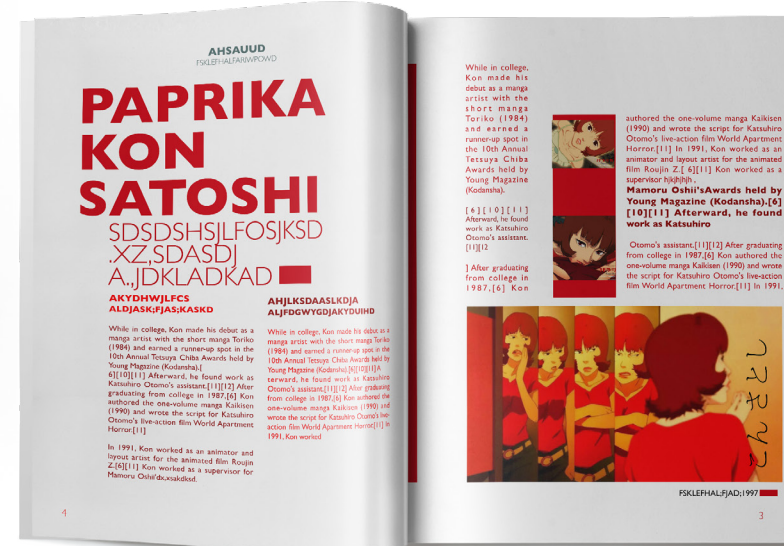 AHSAUUD
FSKLEFHALFARIWPOWD
PAPRIKA
KON
SATOSHI
SDSDSHSJLFOSJKSD
.XZ,SDASDJ
A.,JDKLADKAD
AKYDHWJLFCS
ALDJASK;FJAS;KASKD
While in college, Kon made his debut as a
manga artist with the short manga Toriko
(1984) and earned a runner-up spot in the
10th Annual Tetsuya Chiba Awards held by
Young Magazine (Kodansha).[
6][10][11] Afterward, he found work as
Katsuhiro Otomo's assistant.[11][12] After
graduating from college in 1987,[6] Kon
authored the one-volume manga Kaikisen
(1990) and wrote the script for Katsuhiro
Otomo's live-action film World Apartment
Horror.[11]
In 1991, Kon worked as an animator and
layout artist for the animated film Roujin
Z.[6][11] Kon worked as a supervisor for
Mamoru Oshii'dx,xsakdksd.
AHJLKSDAASLKDJA
ALJFDGWYGDJAKYDUIHD
While in college, Kon made his debut as a
manga artist with the short manga Toriko
(1984) and earned a runner-up spot in the
10th Annual Tetsuya Chiba Awards held by
Young Magazine (Kodansha).[6][10][11]A
terward, he found work as Katsuhiro
Otomo's assistant.[11][12] After graduating
from college in 1987,[6] Kon authored the
one-volume manga Kaikisen (1990) and
wrote the script for Katsuhiro Otomo's live-
action film World Apartment Horror.[11] In
1991, Kon worked
4
While in college,
Kon made his
debut as a manga
artist with the
short manga
Toriko (1984)
and earned a
runner-up spot in
the 10th Annual
Tetsuya Chiba
Awards held by
Young Magazine
(Kodansha).
[6][10][11]
Afterward, he found
work as Katsuhiro
Otomo's assistant.
[11][12
] After graduating
from college in
1987,[6] Kon
authored the one-volume manga Kaikisen
(1990) and wrote the script for Katsuhiro
Otomo's live-action film World Apartment
Horror.[11] In 1991, Kon worked as an
animator and layout artist for the animated
film Roujin Z.[ 6][11] Kon worked as a
supervisor hjkjhjhjh ,
Mamoru Oshii'sAwards held by
Young Magazine (Kodansha).[6]
[10][11] Afterward, he found
work as Katsuhiro
Otomo's assistant.[11][12] After graduating
from college in 1987,[6] Kon authored the
one-volume manga Kaikisen (1990) and wrote
the script for Katsuhiro Otomo's live-action
film World Apartment Horror.[11] In 1991,
FSKLEFHAL;FJAD;1997
3